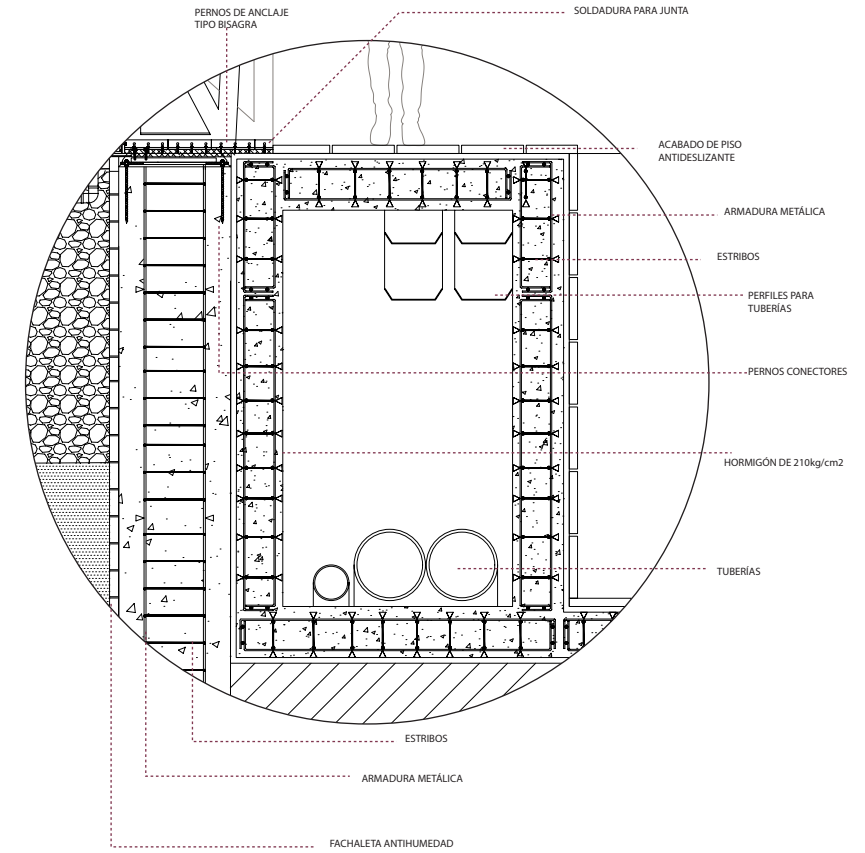 PERNOS DE ANCLAJE
TIPO BISAGRA
SOLDADURA PARA JUNTA
ACABADO DE PISO
ANTIDESLIZANTE
ARMADURA METÁLICA
ESTRIBOS
PERFILES PARA
TUBERÍAS
PERNOS CONECTORES
HORMIGÓN DE 210kg/cm2
TUBERÍAS
ESTRIBOS
ARMADURA METÁLICA
FACHALETA ANTIHUMEDAD